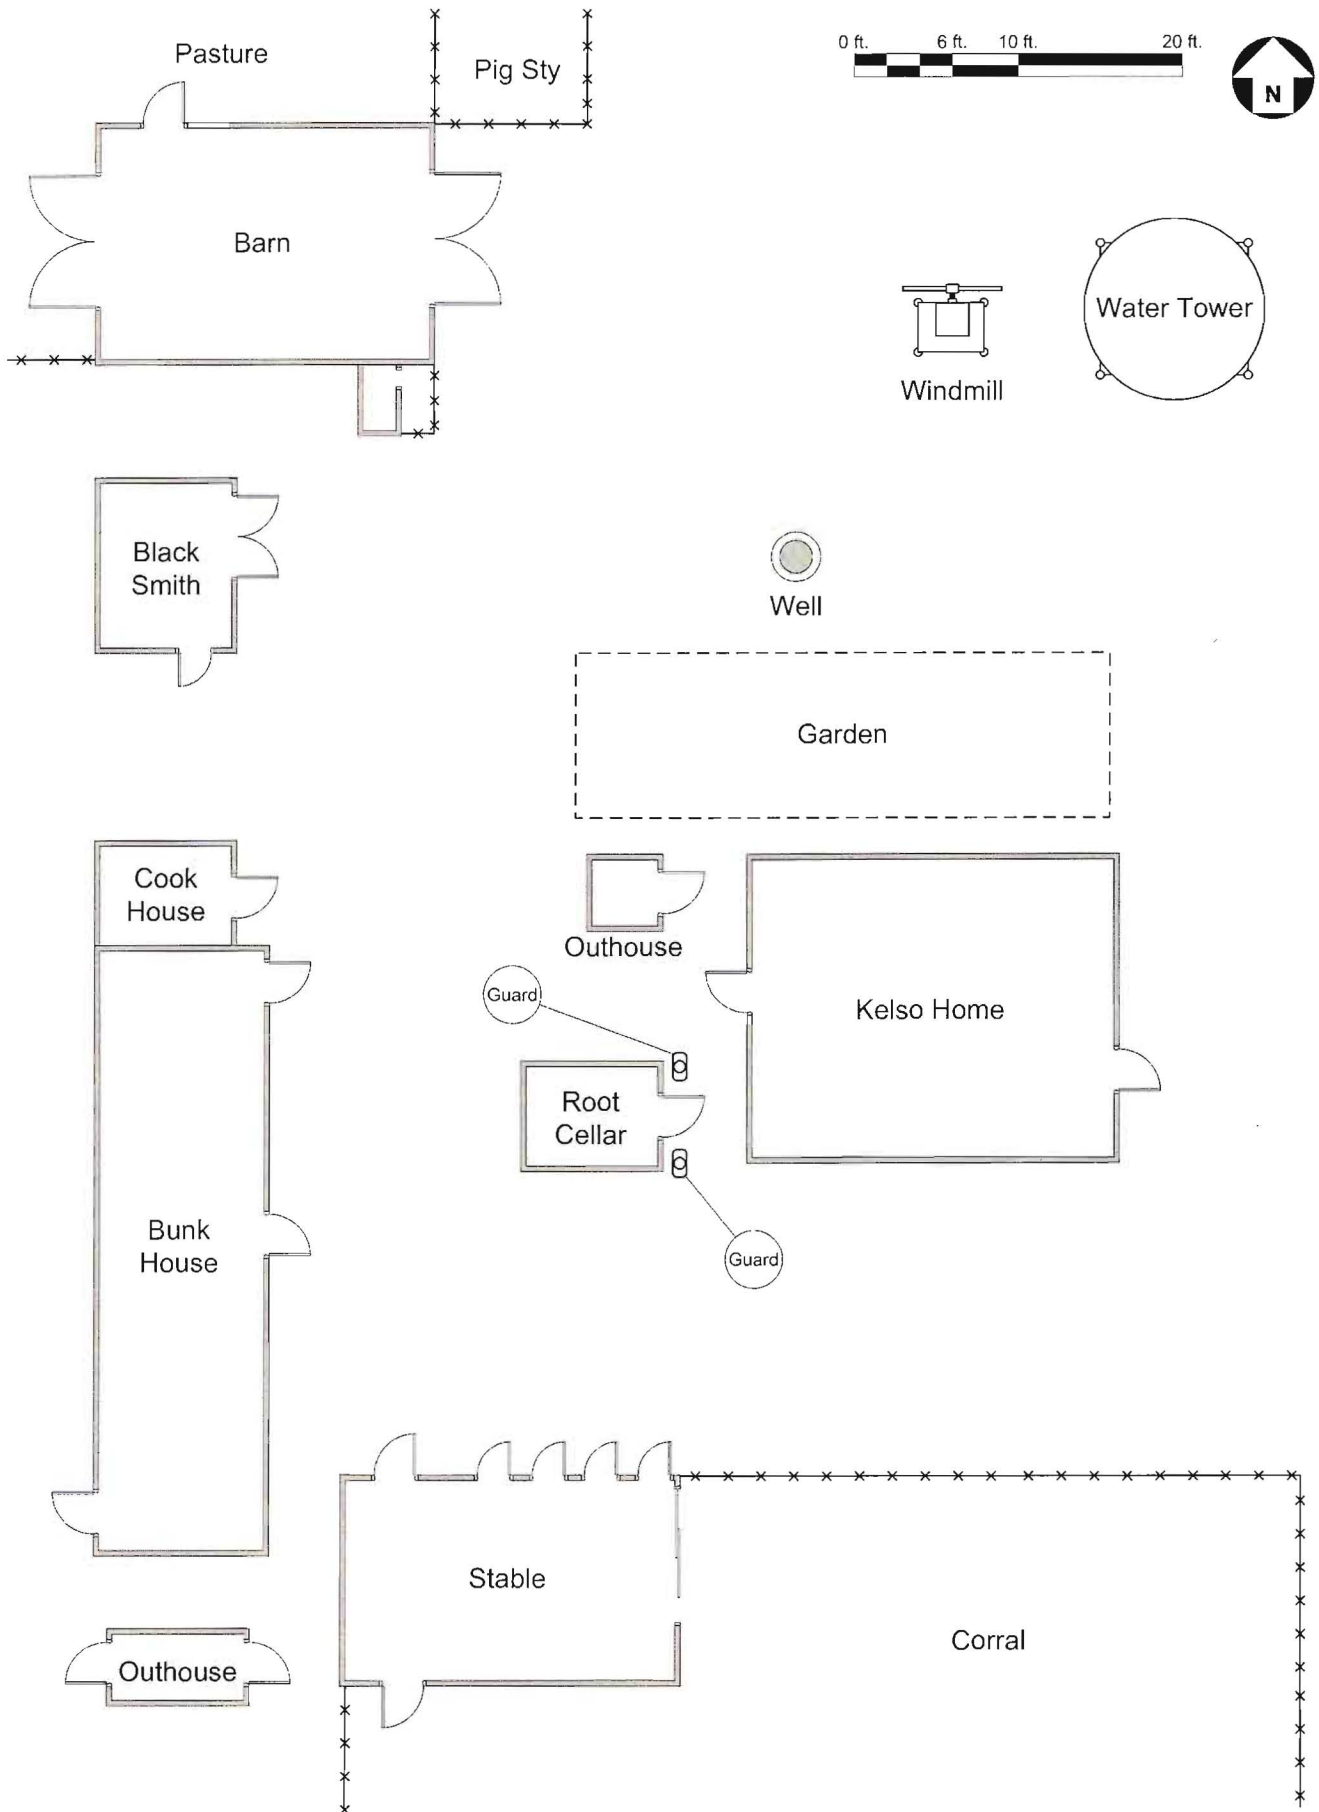 Pasture
Pig Sty
0 ft. 6 ft. 10 ft. 20 ft.
N
Barn
Water Tower
Windmill
Black
Smith
Well
Garden
Cook
House
Outhouse
Guard
Kelso Home
Root
Cellar
Bunk
House
Guard
Stable
Corral
Outhouse